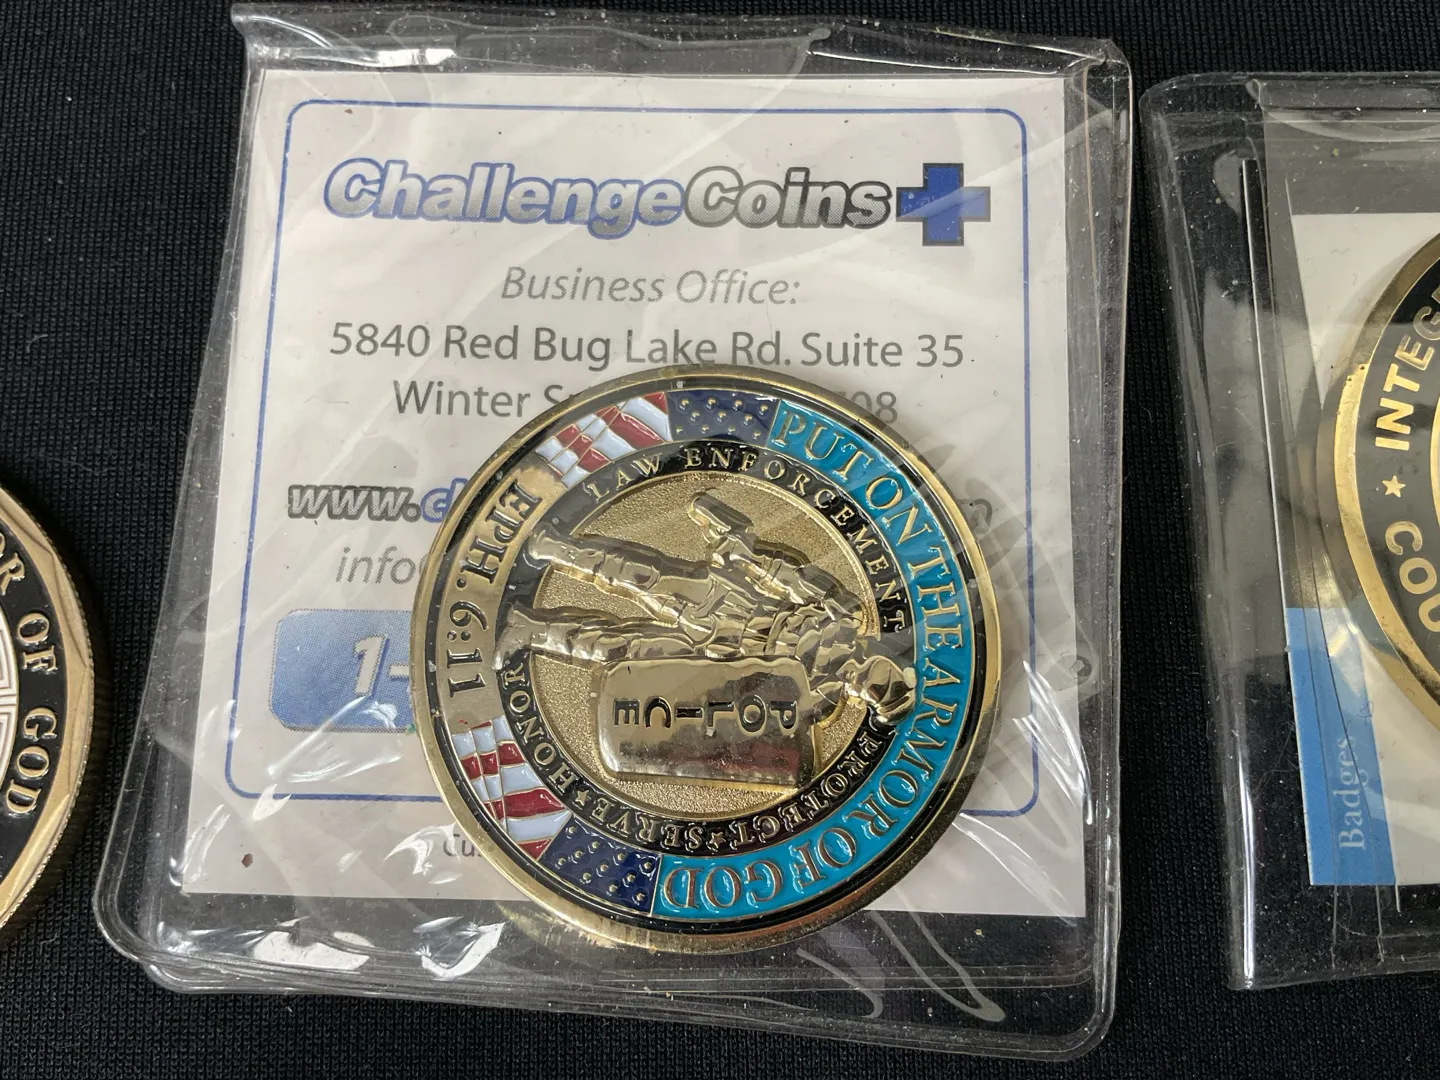 ChallengeCoins
Business Office:
5840 Red Bug Lake Rd. Suite 35
Winter
www.
info
1-
PUT ON THE ARMOR OF GOD
EPH 6:11
LAW ENFORCEMENT
HONOR★SERVE★PROTECT
POLICE
OF GOD
INTEG
★ COU
Badges